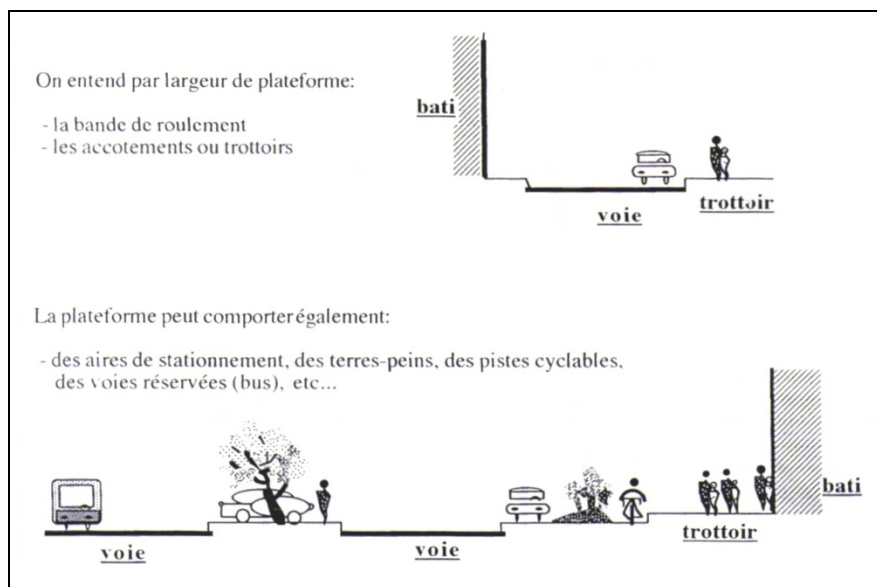 On entend par largeur de plateforme:
- la bande de roulement
- les accotements ou trottoirs
bati
voie
trottoir
La plateforme peut comporter également:
- des aires de stationnement, des terres-peins, des pistes cyclables,
des voies réservées (bus), etc...
voie
voie
trottoir
bati